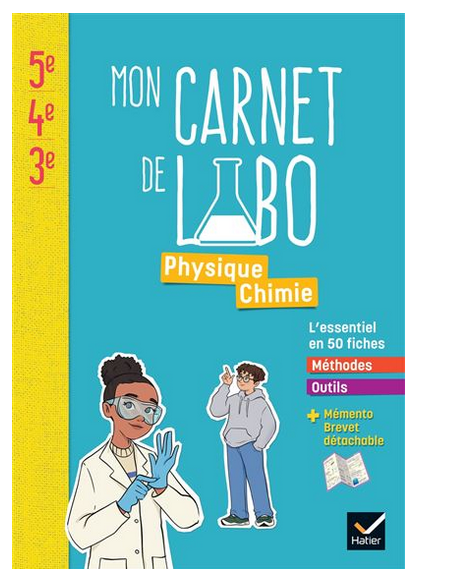 5e
4e
3e
MON CARNET
DE LABO
Physique
Chimie
L'essentiel
en 50 fiches
Méthodes
Outils
+ Mémento
Brevet
détachable
Hatier